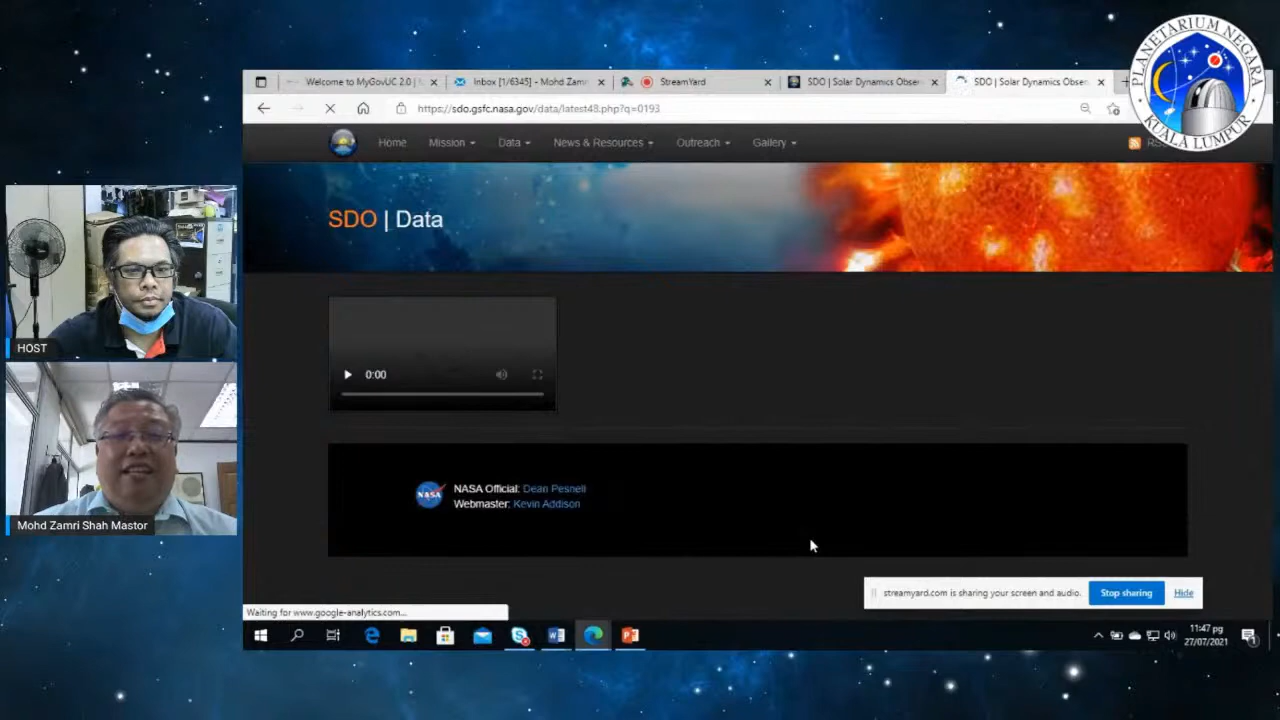 PLANETARIUM NEGARA
KUALA LUMPUR
Welcome to MyGovUC 2.0 |
Inbox [1/6345] - Mohd Zamr
StreamYard
SDO | Solar Dynamics Obser
SDO | Solar Dynamics Obser
https://sdo.gsfc.nasa.gov/data/latest48.php?q=0193
Home
Mission
Data
News & Resources
Outreach
Gallery
SDO | Data
0:00
HOST
Mohd Zamri Shah Mastor
NASA
NASA Official: Dean Pesnell
Webmaster: Kevin Addison
streamyard.com is sharing your screen and audio.
Stop sharing
Hide
Waiting for www.google-analytics.com...
11:47 pg
27/07/2021